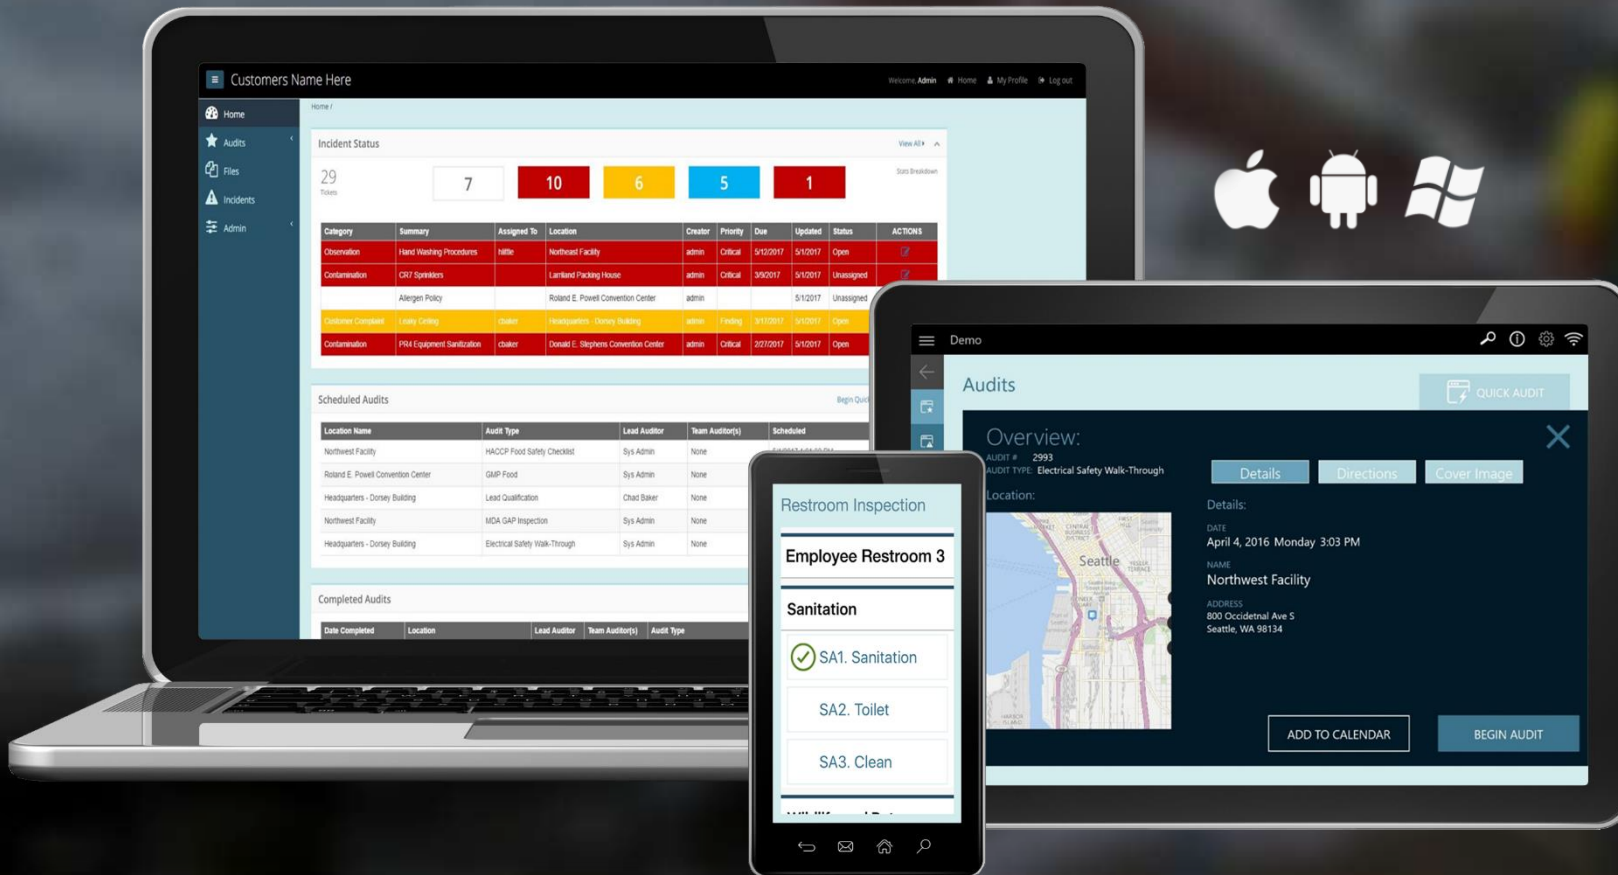 Customers Name Here
Welcome, Admin Home My Profile Log out
Home
Audits
Files
Incidents
Admin
Home /
Incident Status View All
29 7 10 6 5 1 Stats Breakdown
Tickets
Category Summary Assigned To Location Creator Priority Due Updated Status ACTIONS
Observation Hand Washing Procedures hlittle Northeast Facility admin Critical 5/12/2017 5/1/2017 Open
Contamination CR7 Sprinklers Larriland Packing House admin Critical 3/9/2017 5/1/2017 Unassigned
Allergen Policy Roland E. Powell Convention Center admin 5/1/2017 Unassigned
Customer Complaint Leaky Ceiling cbaker Headquarters - Dorsey Building admin Finding 3/17/2017 5/1/2017 Open
Contamination PR4 Equipment Sanitization cbaker Donald E. Stephens Convention Center admin Critical 2/27/2017 5/1/2017 Open
Scheduled Audits Begin Quick
Location Name Audit Type Lead Auditor Team Auditor(s) Scheduled
Northwest Facility HACCP Food Safety Checklist Sys Admin None
Roland E. Powell Convention Center GMP Food Sys Admin None
Headquarters - Dorsey Building Lead Qualification Chad Baker None
Northwest Facility MDA GAP Inspection Sys Admin None
Headquarters - Dorsey Building Electrical Safety Walk-Through Sys Admin None
Completed Audits
Date Completed Location Lead Auditor Team Auditor(s) Audit Type
Restroom Inspection
Employee Restroom 3
Sanitation
SA1. Sanitation
SA2. Toilet
SA3. Clean
Demo
Audits
QUICK AUDIT
Overview:
AUDIT # 2993
AUDIT TYPE: Electrical Safety Walk-Through
Location:
Seattle
Details Directions Cover Image
Details:
DATE
April 4, 2016 Monday 3:03 PM
NAME
Northwest Facility
ADDRESS
800 Occidetnal Ave S
Seattle, WA 98134
ADD TO CALENDAR
BEGIN AUDIT